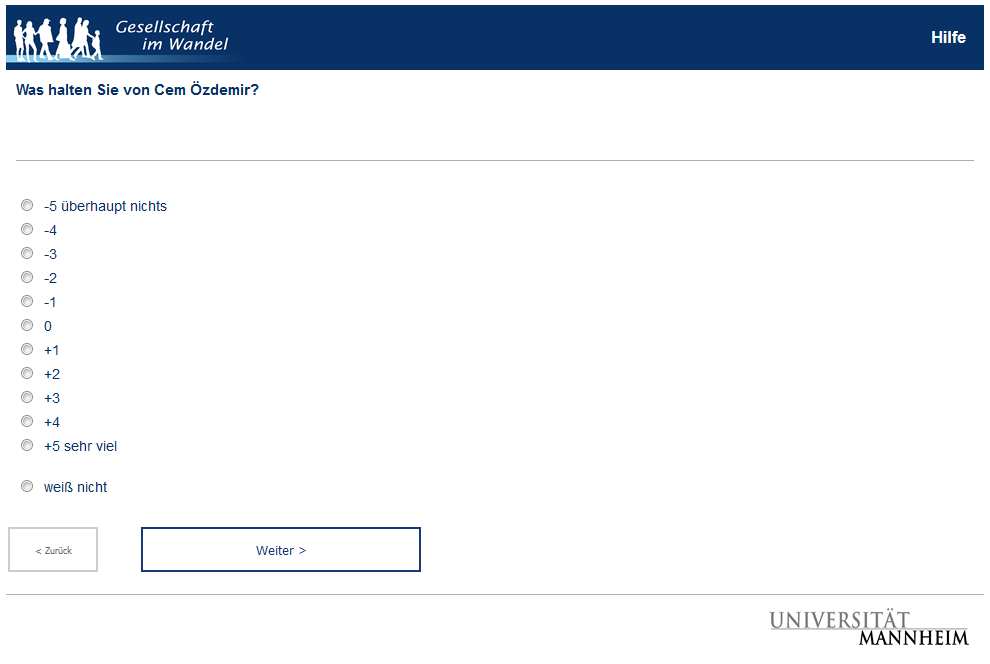 Gesellschaft
im Wandel
Hilfe
Was halten Sie von Cem Özdemir?
-5 überhaupt nichts
-4
-3
-2
-1
0
+1
+2
+3
+4
+5 sehr viel
weiß nicht
< Zurück
Weiter >
UNIVERSITÄT
MANNHEIM